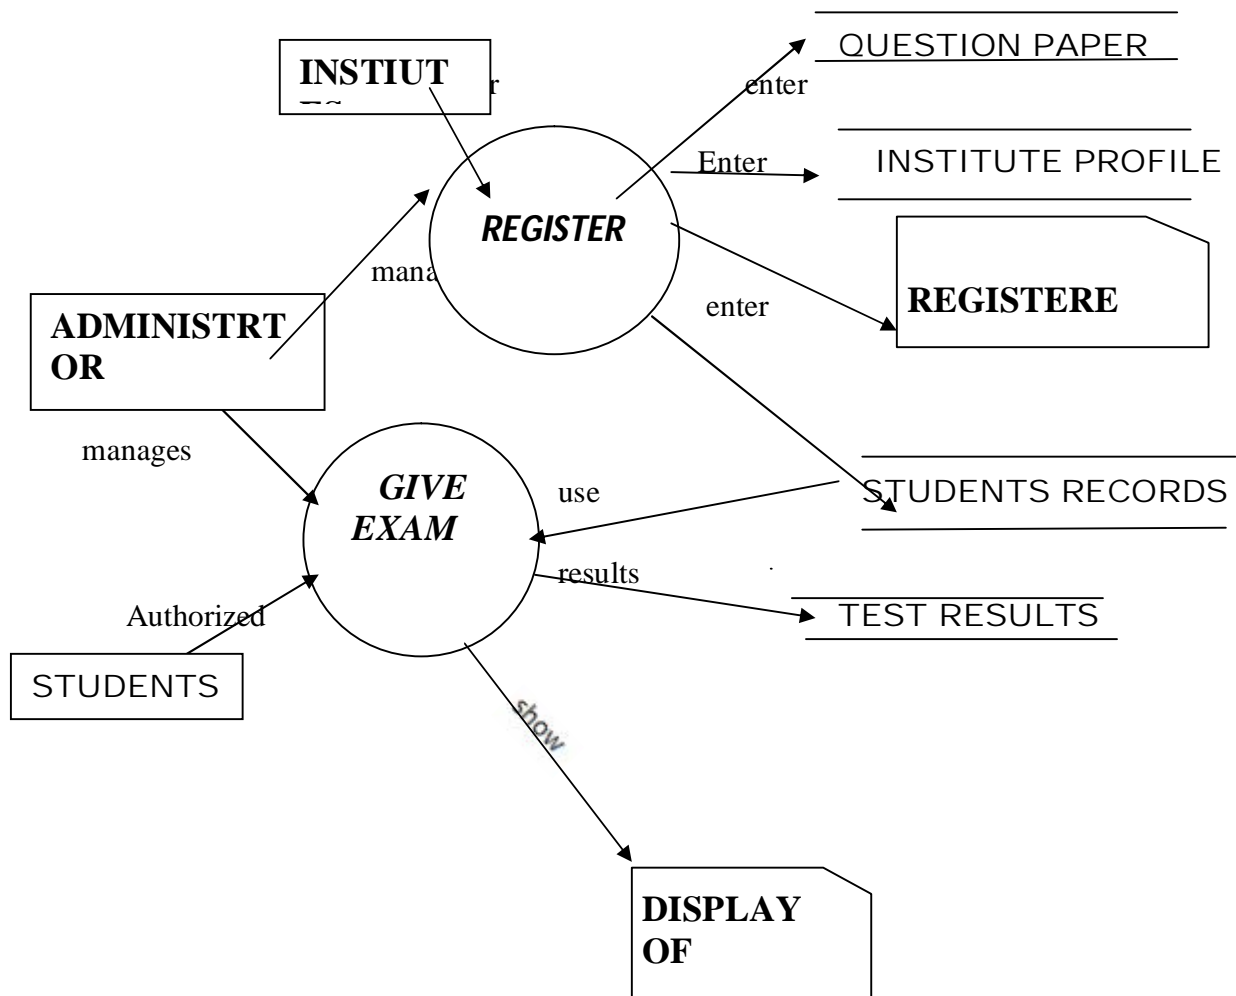 QUESTION PAPER
INSTIUT
r
enter
Enter
INSTITUTE PROFILE
REGISTER
mana
enter
REGISTERE
ADMINISTRT
OR
manages
GIVE
EXAM
use
STUDENTS RECORDS
results
TEST RESULTS
Authorized
STUDENTS
show
DISPLAY
OF